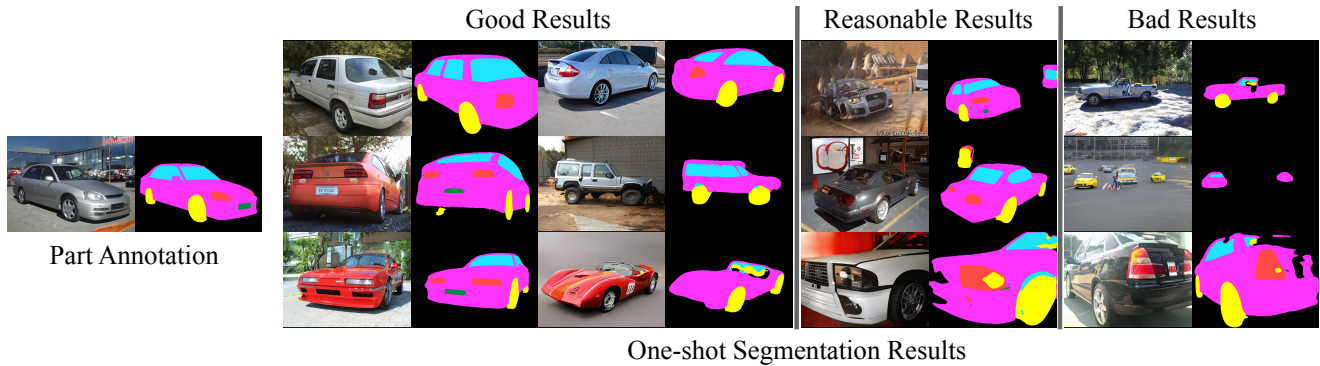 Good Results
Reasonable Results
Bad Results
Part Annotation
One-shot Segmentation Results